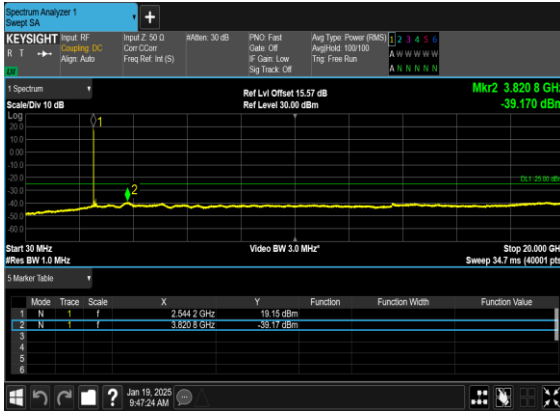 Spectrum Analyzer 1
Swept SA
+
KEYSIGHT Input: RF Input Z: 50 Ω #Atten: 30 dB PNO: Fast Avg Type: Power (RMS) 1 2 3 4 5 6
R T Coupling: DC Corr CCorr Gate: Off Avg|Hold: 100/100 A W W W W W
Align: Auto Freq Ref: Int (S) IF Gain: Low Trig: Free Run
LXI Sig Track: Off A N N N N N
1 Spectrum Ref Lvl Offset 15.57 dB Mkr2 3.820 8 GHz
Scale/Div 10 dB Ref Level 30.00 dBm -39.170 dBm
Log
1
20.0
10.0
0.00
-10.0
-20.0
DL1 -25.00 dBm
-30.0
2
-40.0
-50.0
-60.0
Start 30 MHz Video BW 3.0 MHz* Stop 20.000 GHz
#Res BW 1.0 MHz Sweep 34.7 ms (40001 pts)
5 Marker Table
Mode Trace Scale X Y Function Function Width Function Value
1 N 1 f 2.544 2 GHz 19.15 dBm
2 N 1 f 3.820 8 GHz -39.17 dBm
3
4
5
6
? Jan 19, 2025
9:47:24 AM